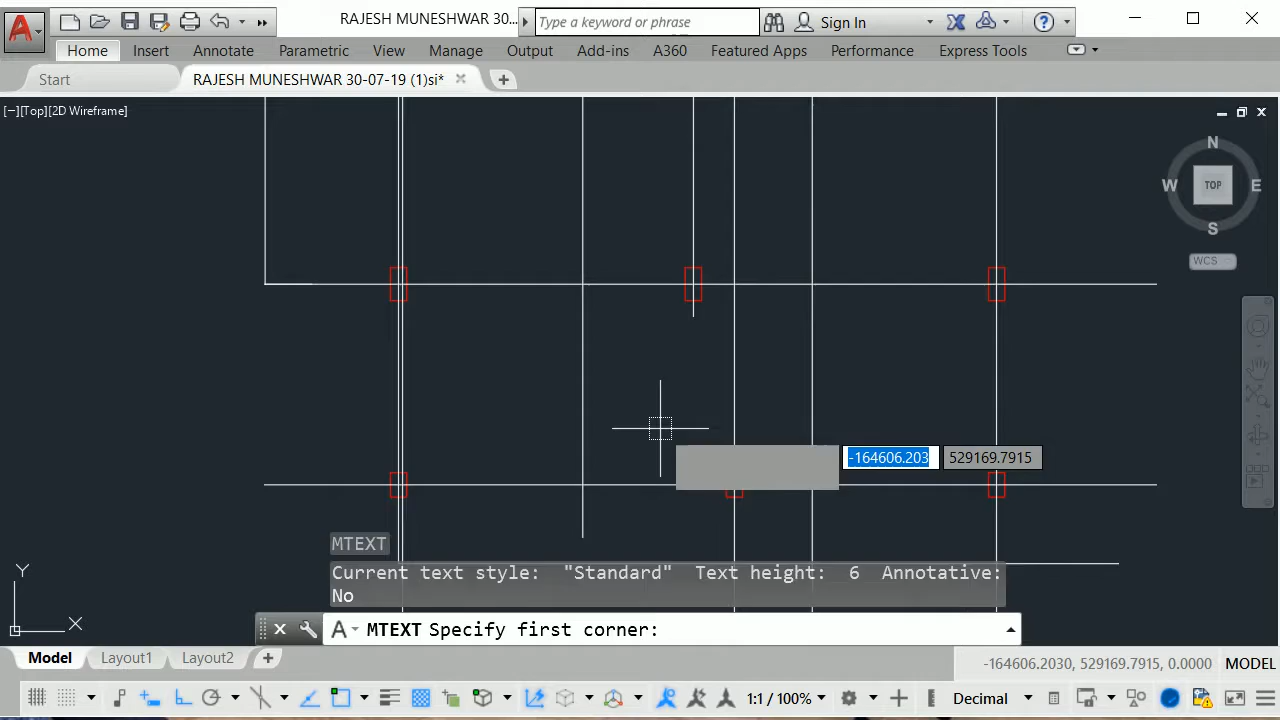 RAJESH MUNESHWAR 30-...
Type a keyword or phrase
Sign In
Home Insert Annotate Parametric View Manage Output Add-ins A360 Featured Apps Performance Express Tools
Start
RAJESH MUNESHWAR 30-07-19 (1)si*
[−][Top][2D Wireframe]
N
W TOP E
S
WCS
-164606.203 529169.7915
MTEXT
Current text style: "Standard" Text height: 6 Annotative:
No
Y
X
MTEXT Specify first corner:
Model Layout1 Layout2
-164606.2030, 529169.7915, 0.0000 MODEL
1:1 / 100% Decimal